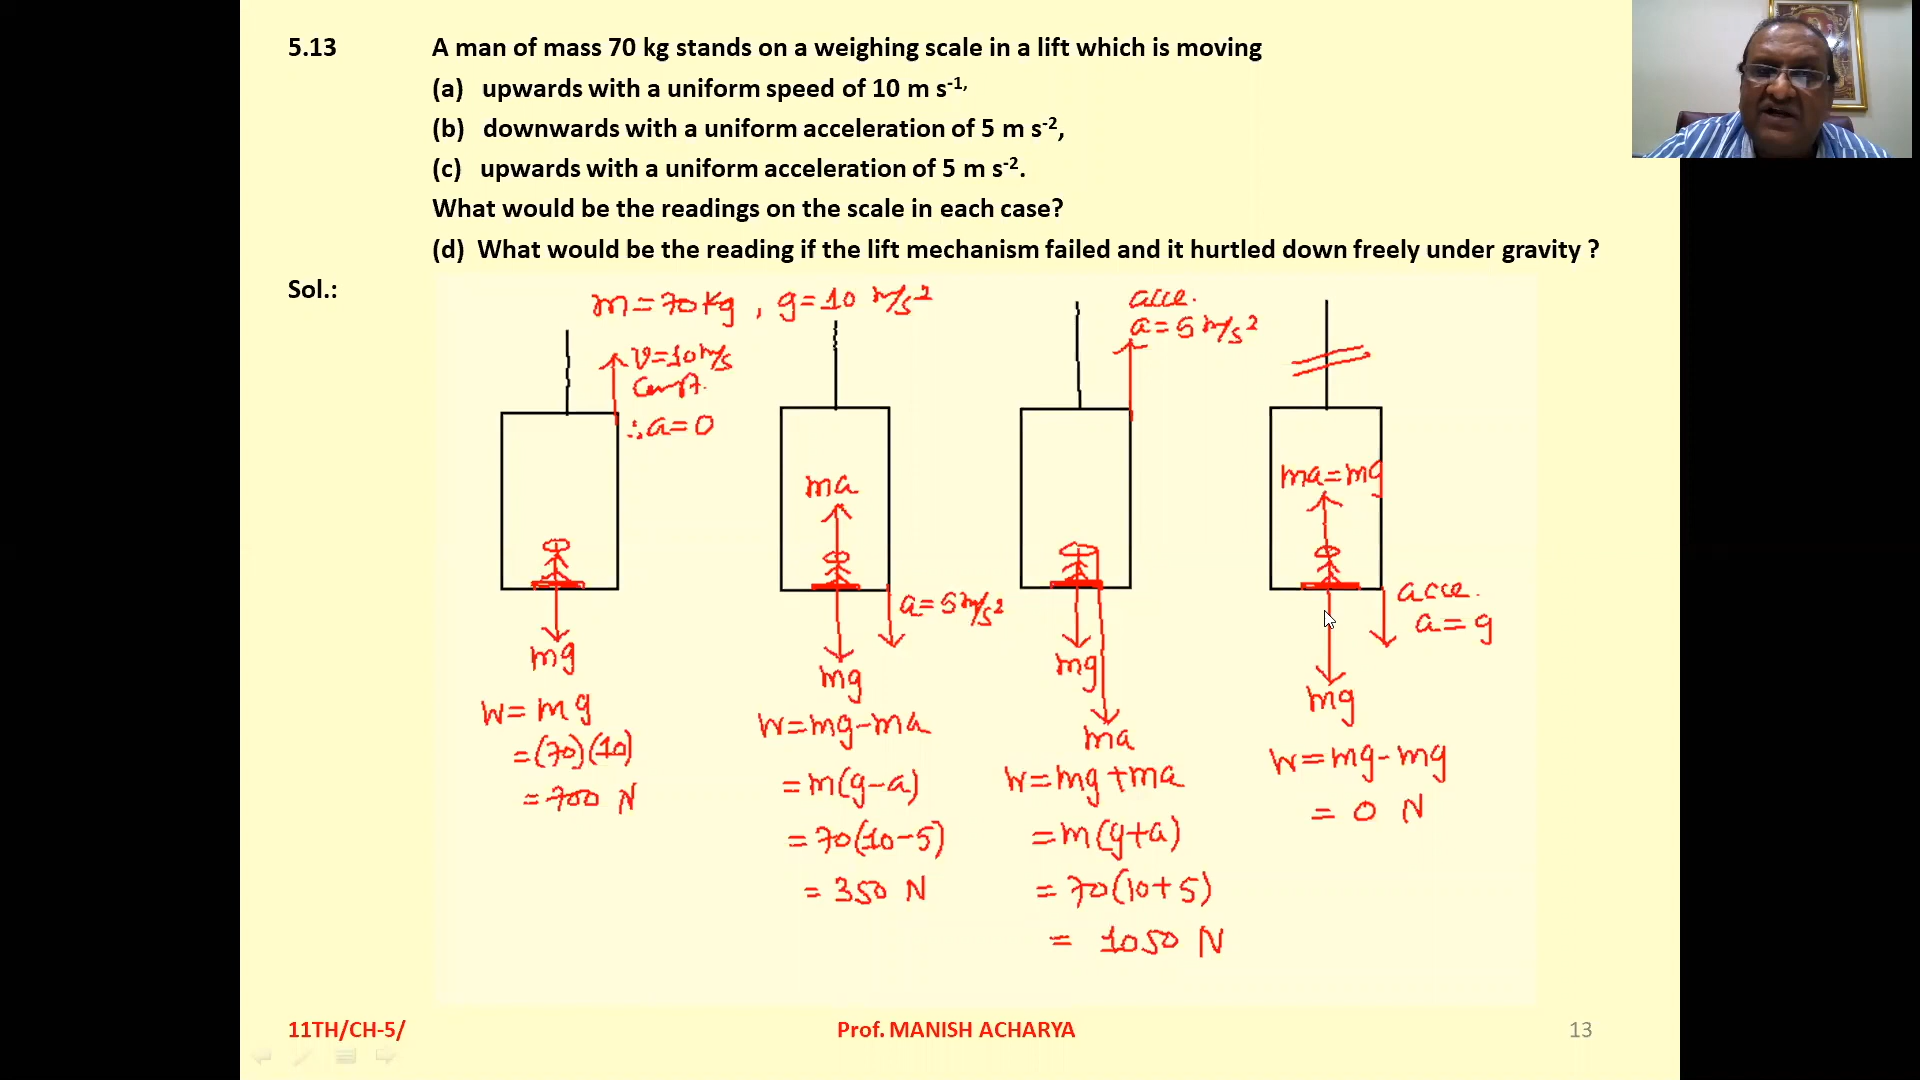 5.13 A man of mass 70 kg stands on a weighing scale in a lift which is moving
(a) upwards with a uniform speed of 10 m s-1,
(b) downwards with a uniform acceleration of 5 m s-2,
(c) upwards with a uniform acceleration of 5 m s-2.
What would be the readings on the scale in each case?
(d) What would be the reading if the lift mechanism failed and it hurtled down freely under gravity ?
Sol.:
m=70kg, g=10 m/s2
v=10m/s
Const.
∴a=0
mg
W=mg
=(70)(10)
=700 N
ma
a=5m/s2
mg
W=mg-ma
=m(g-a)
=70(10-5)
=350 N
acce.
a=5m/s2
mg
ma
W=mg+ma
=m(g+a)
=70(10+5)
= 1050 N
ma=mg
acce.
a=g
mg
W=mg-mg
= 0 N
11TH/CH-5/ Prof. MANISH ACHARYA 13